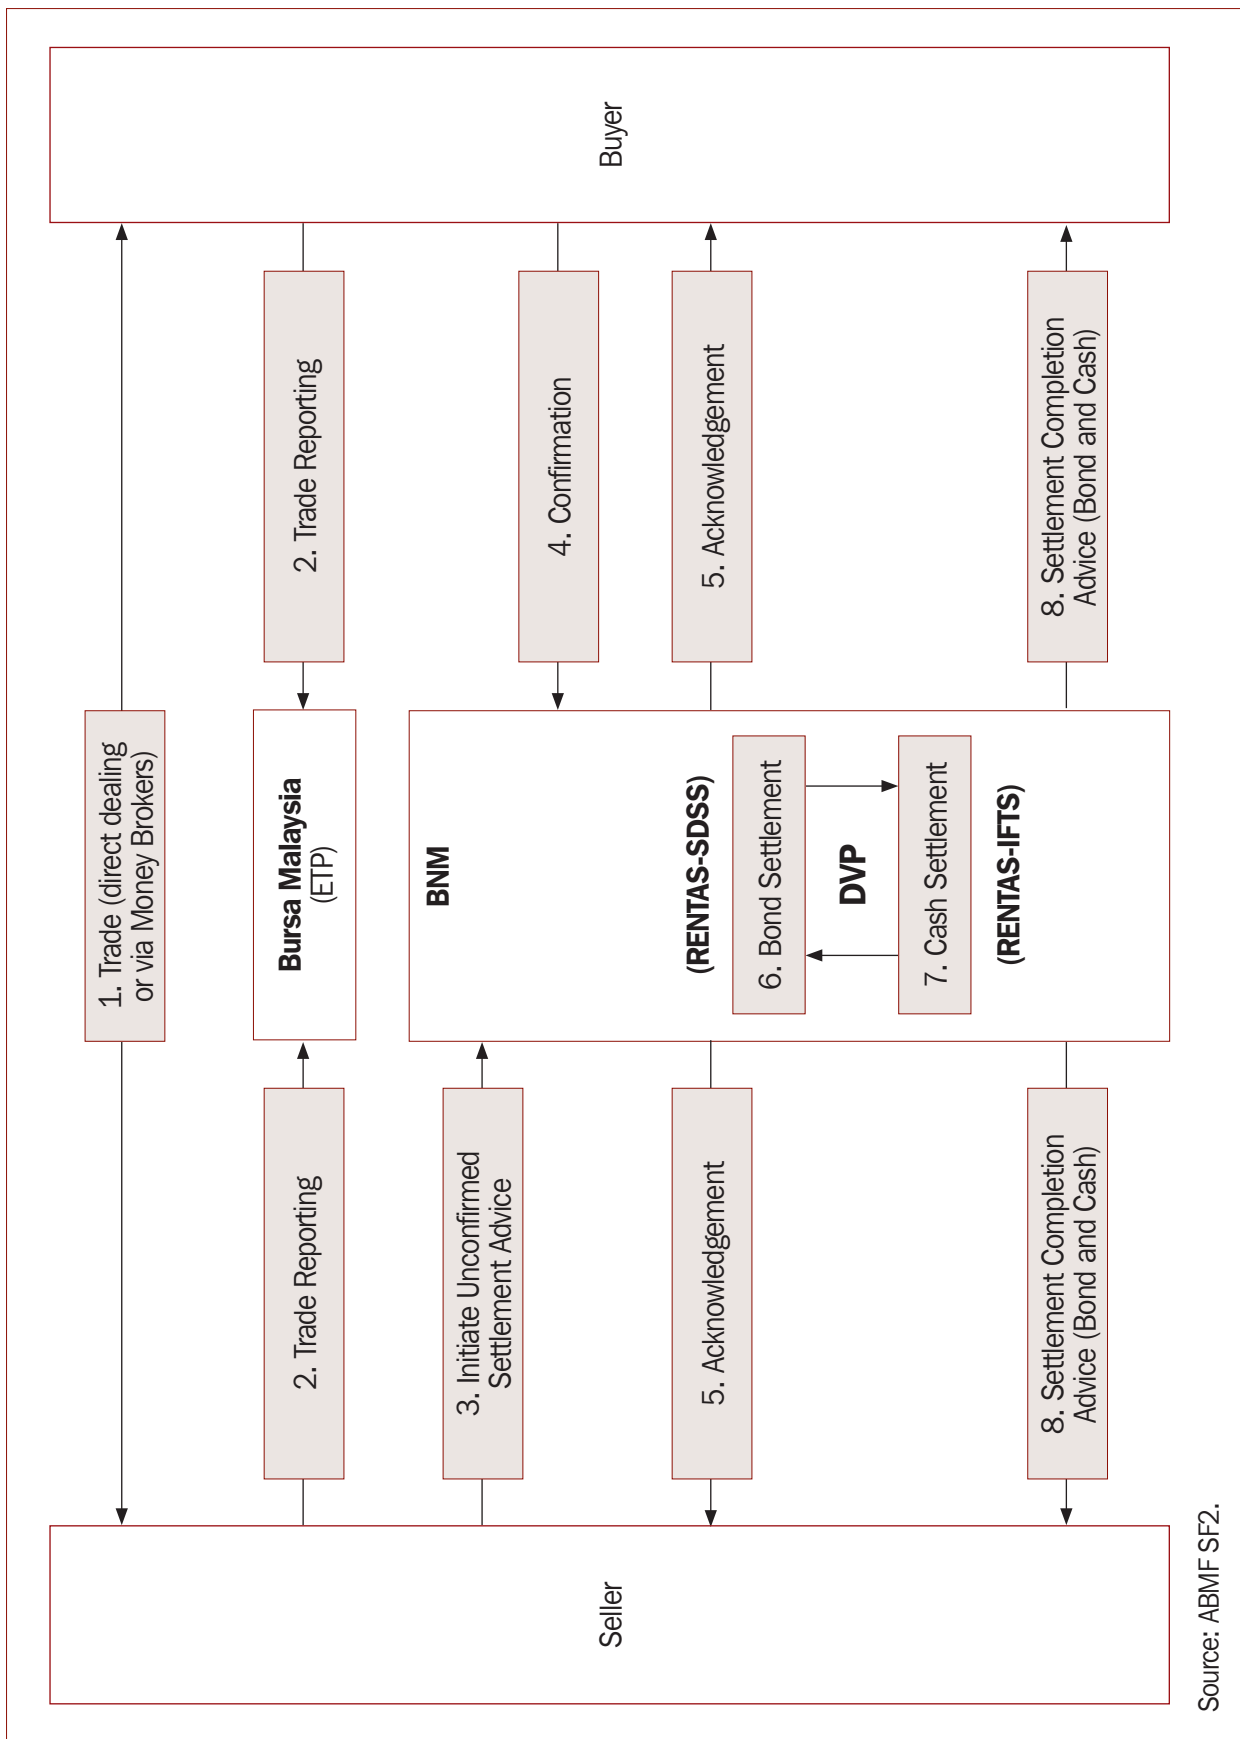 1. Trade (direct dealing
or via Money Brokers)
2. Trade Reporting
Bursa Malaysia
(ETP)
2. Trade Reporting
BNM
3. Initiate Unconfirmed
Settlement Advice
4. Confirmation
Seller
Buyer
5. Acknowledgement
(RENTAS-SDSS)
5. Acknowledgement
6. Bond Settlement
DVP
7. Cash Settlement
(RENTAS-IFTS)
8. Settlement Completion
Advice (Bond and Cash)
8. Settlement Completion
Advice (Bond and Cash)
Source: ABMF SF2.